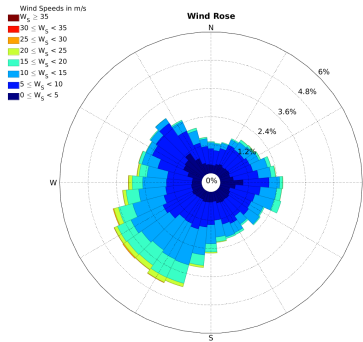 Wind Speeds in m/s
W_S ≥ 35
30 ≤ W_S < 35
25 ≤ W_S < 30
20 ≤ W_S < 25
15 ≤ W_S < 20
10 ≤ W_S < 15
5 ≤ W_S < 10
0 ≤ W_S < 5
Wind Rose
N
6%
4.8%
3.6%
2.4%
1.2%
0%
W
S